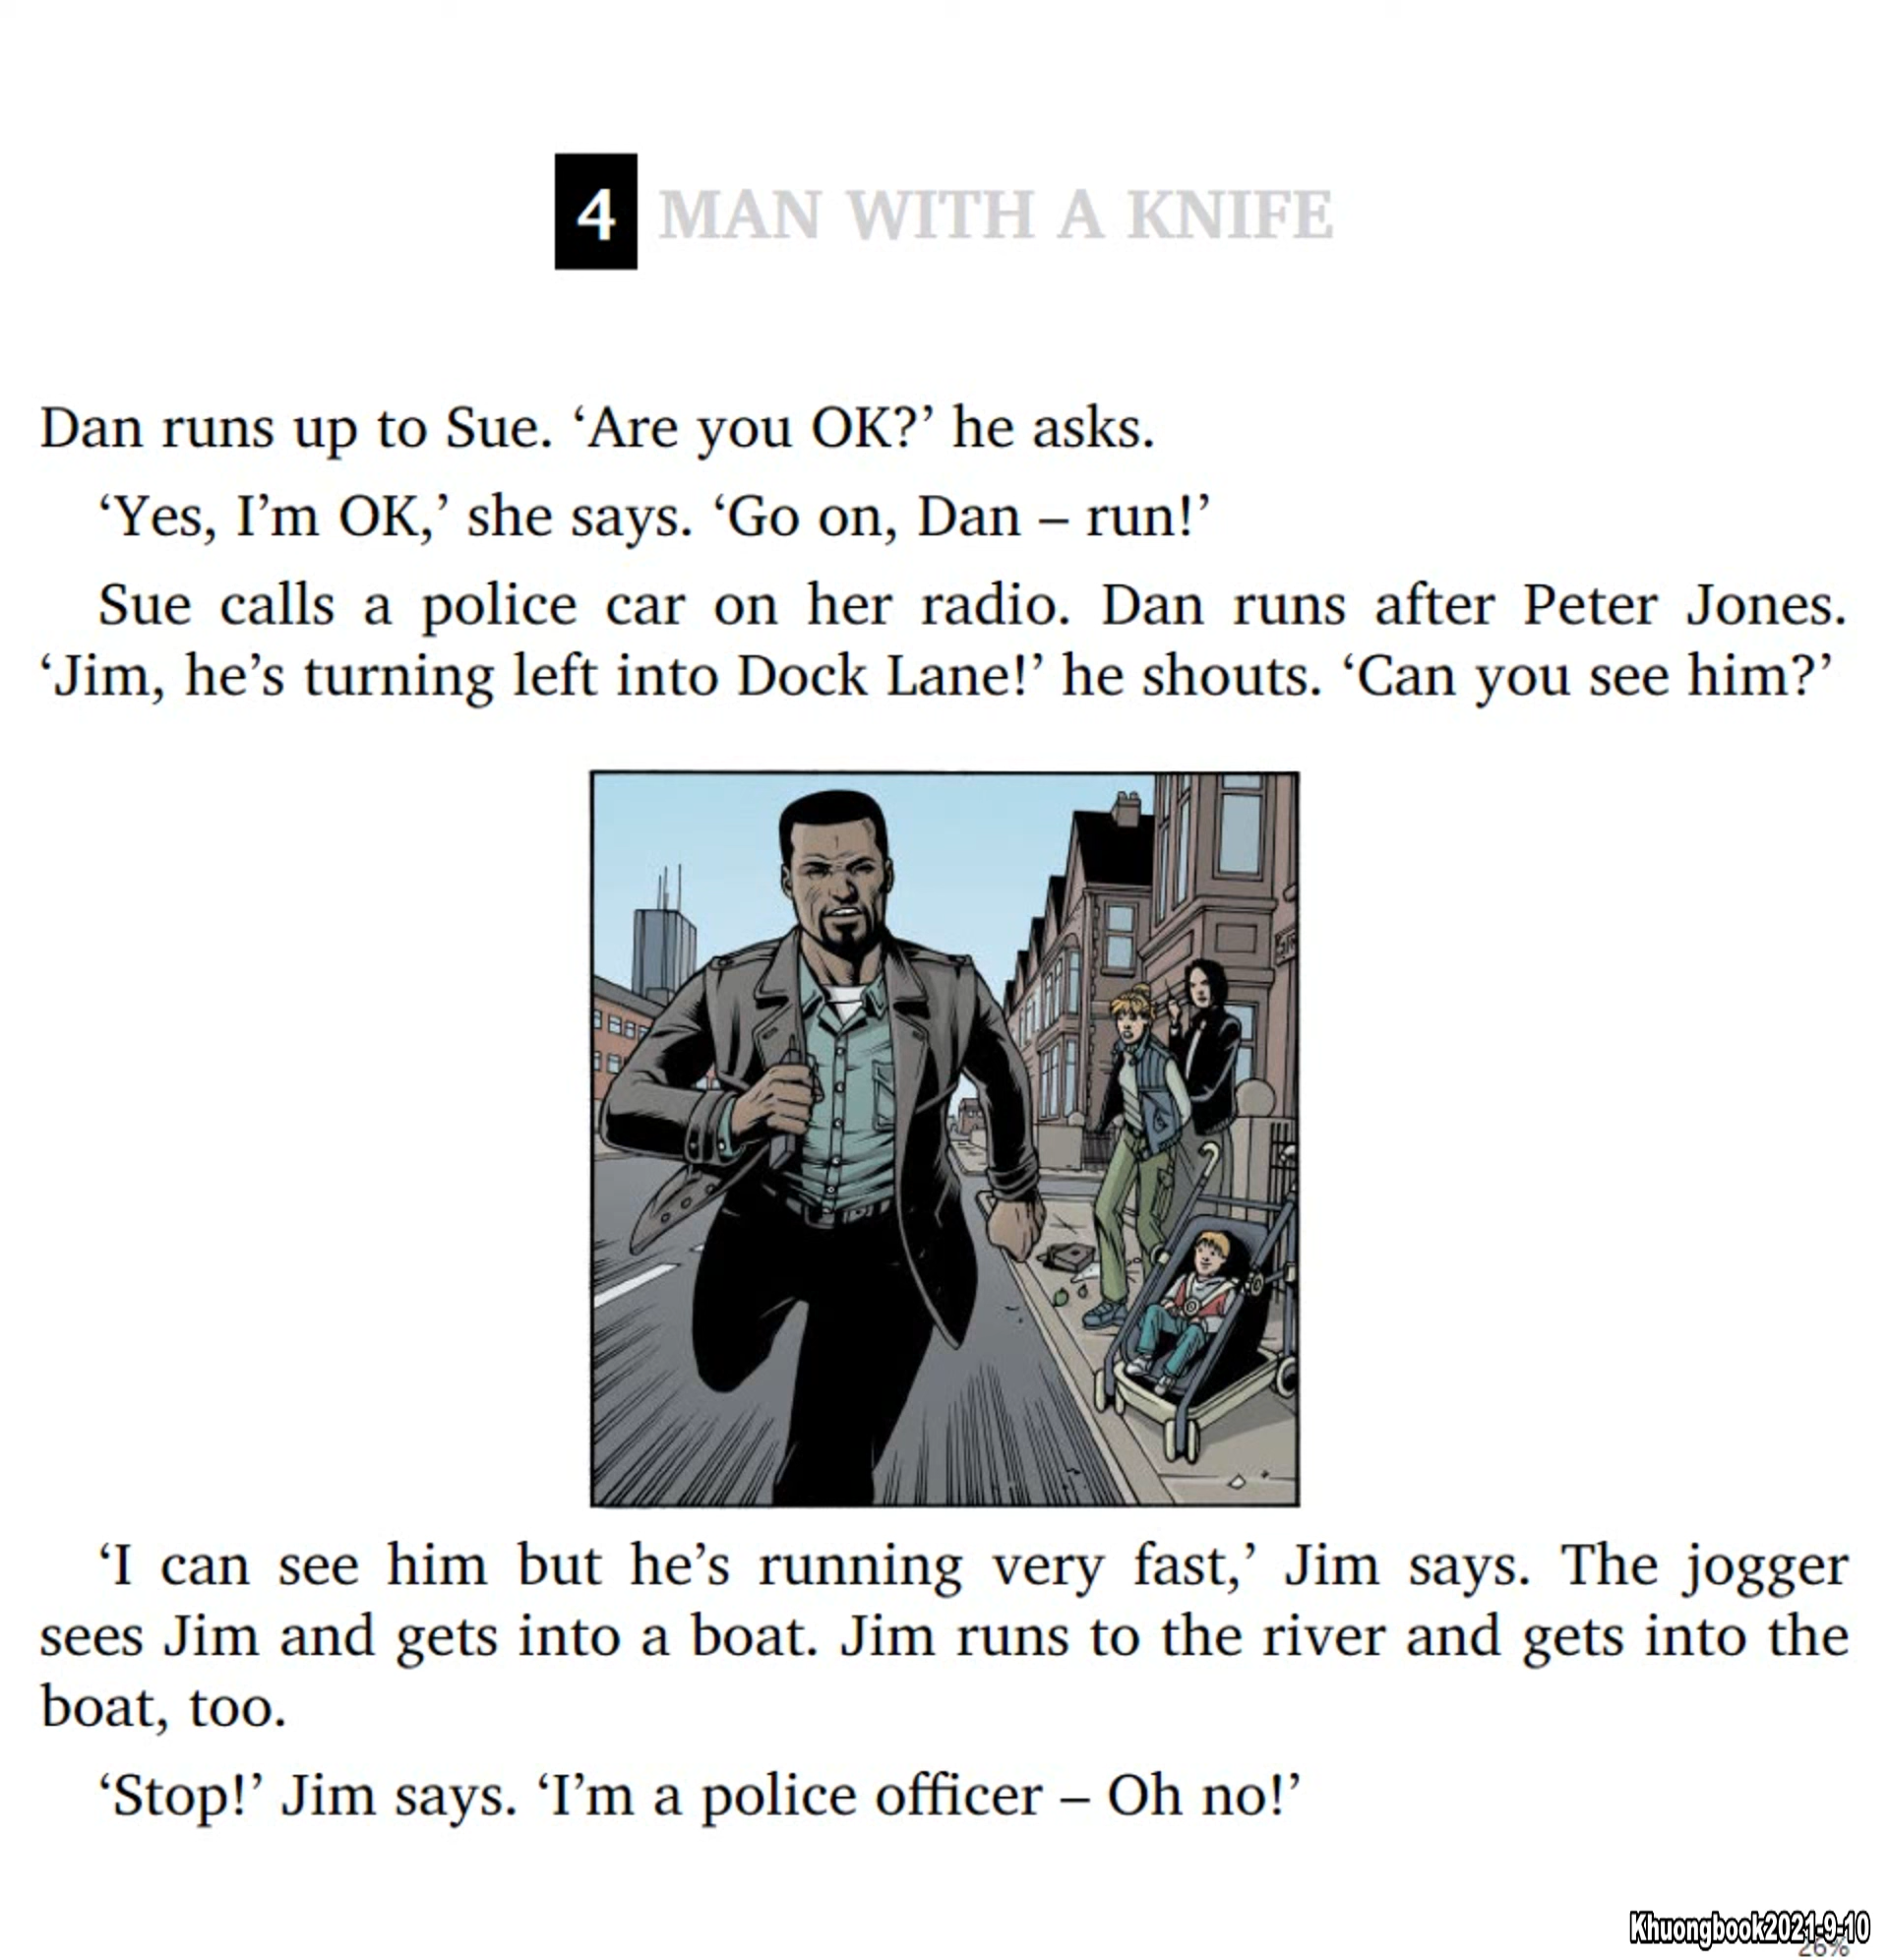 4 MAN WITH A KNIFE
Dan runs up to Sue. ‘Are you OK?’ he asks.
‘Yes, I’m OK,’ she says. ‘Go on, Dan – run!’
Sue calls a police car on her radio. Dan runs after Peter Jones.
‘Jim, he’s turning left into Dock Lane!’ he shouts. ‘Can you see him?’
‘I can see him but he’s running very fast,’ Jim says. The jogger
sees Jim and gets into a boat. Jim runs to the river and gets into the
boat, too.
‘Stop!’ Jim says. ‘I’m a police officer – Oh no!’
Khuongbook2021-9-10
26%